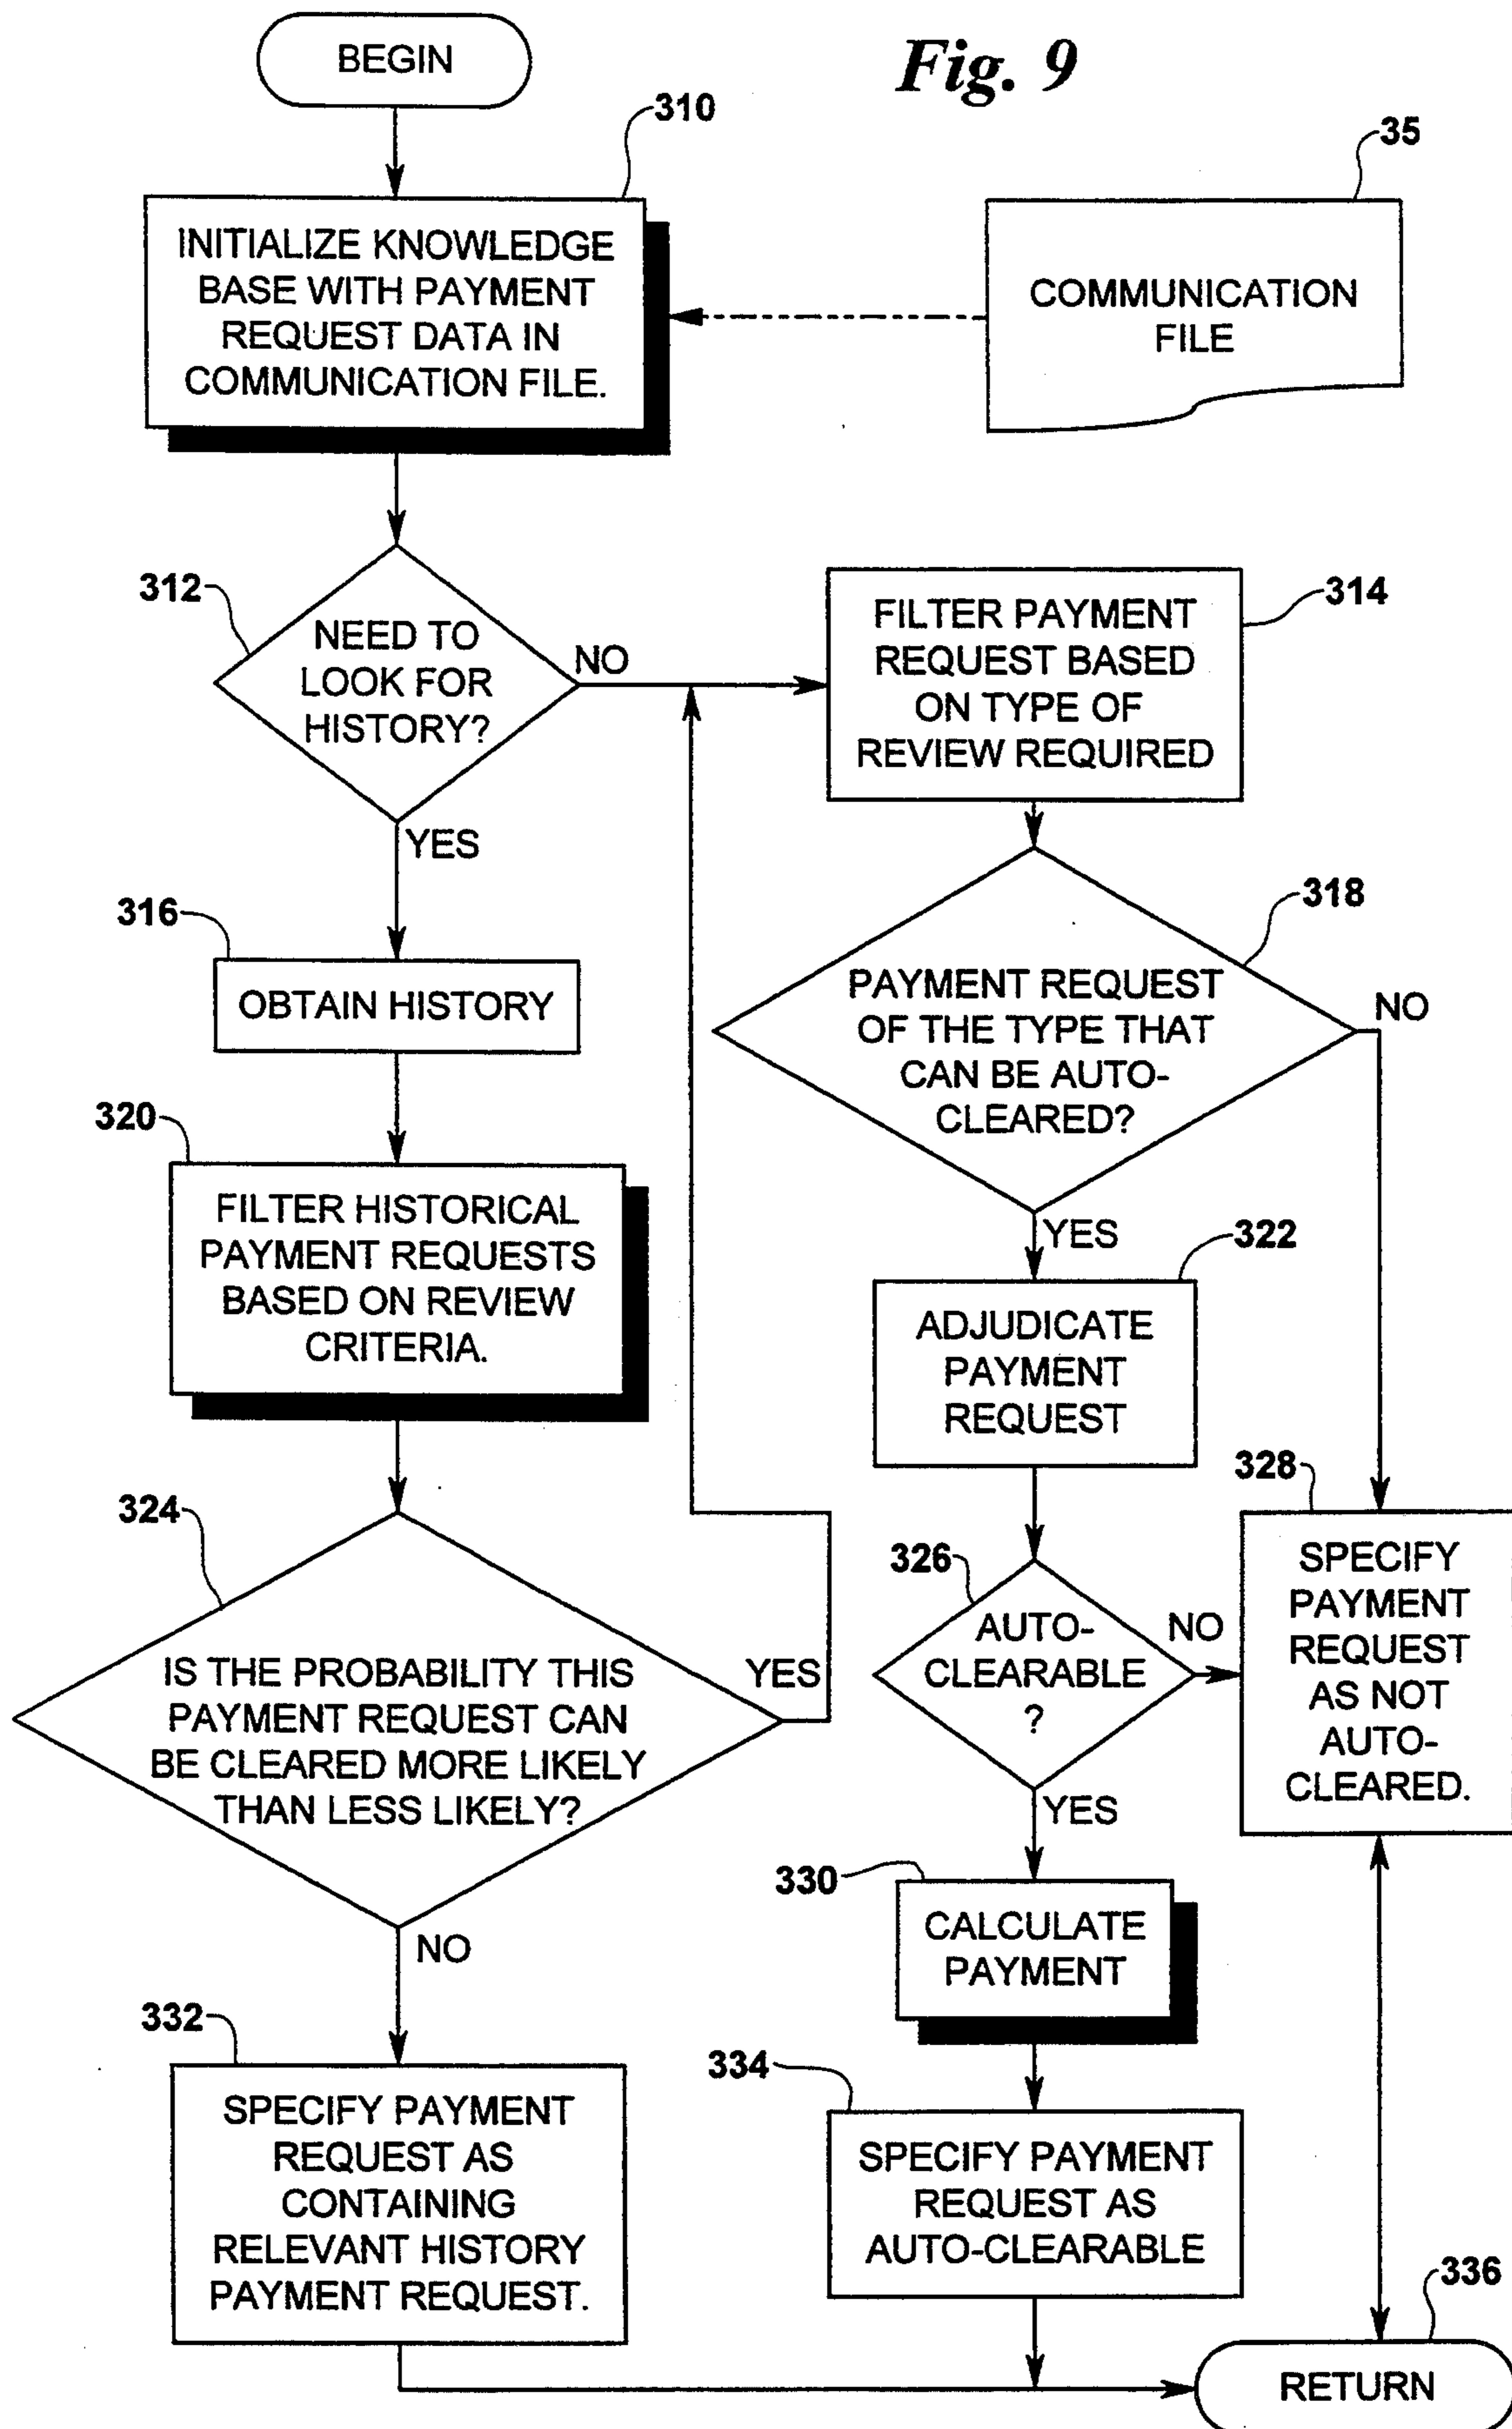 BEGIN
Fig. 9
310
35
INITIALIZE KNOWLEDGE
BASE WITH PAYMENT
REQUEST DATA IN
COMMUNICATION FILE.
COMMUNICATION
FILE
312
NEED TO
LOOK FOR
HISTORY?
NO
YES
314
FILTER PAYMENT
REQUEST BASED
ON TYPE OF
REVIEW REQUIRED
316
OBTAIN HISTORY
318
PAYMENT REQUEST
OF THE TYPE THAT
CAN BE AUTO-
CLEARED?
NO
YES
320
FILTER HISTORICAL
PAYMENT REQUESTS
BASED ON REVIEW
CRITERIA.
322
ADJUDICATE
PAYMENT
REQUEST
324
IS THE PROBABILITY THIS
PAYMENT REQUEST CAN
BE CLEARED MORE LIKELY
THAN LESS LIKELY?
YES
NO
326
AUTO-
CLEARABLE
?
NO
YES
328
SPECIFY
PAYMENT
REQUEST
AS NOT
AUTO-
CLEARED.
330
CALCULATE
PAYMENT
332
SPECIFY PAYMENT
REQUEST AS
CONTAINING
RELEVANT HISTORY
PAYMENT REQUEST.
334
SPECIFY PAYMENT
REQUEST AS
AUTO-CLEARABLE
336
RETURN